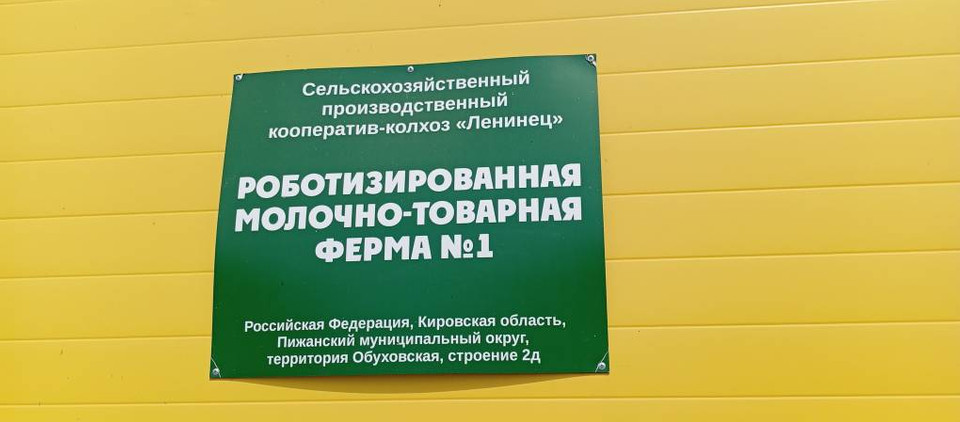 Сельскохозяйственный
производственный
кооператив-колхоз «Ленинец»
РОБОТИЗИРОВАННАЯ
МОЛОЧНО-ТОВАРНАЯ
ФЕРМА №1
Российская Федерация, Кировская область,
Пижанский муниципальный округ,
территория Обуховская, строение 2д